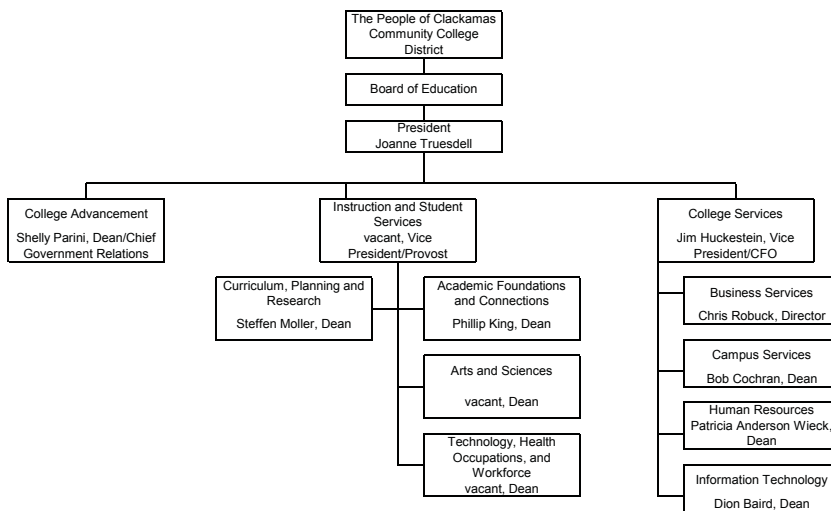 The People of Clackamas
Community College
District
Board of Education
President
Joanne Truesdell
College Advancement
Shelly Parini, Dean/Chief
Government Relations
Instruction and Student
Services
vacant, Vice
President/Provost
College Services
Jim Huckestein, Vice
President/CFO
Curriculum, Planning and
Research
Steffen Moller, Dean
Academic Foundations
and Connections
Phillip King, Dean
Arts and Sciences
vacant, Dean
Technology, Health
Occupations, and
Workforce
vacant, Dean
Business Services
Chris Robuck, Director
Campus Services
Bob Cochran, Dean
Human Resources
Patricia Anderson Wieck,
Dean
Information Technology
Dion Baird, Dean